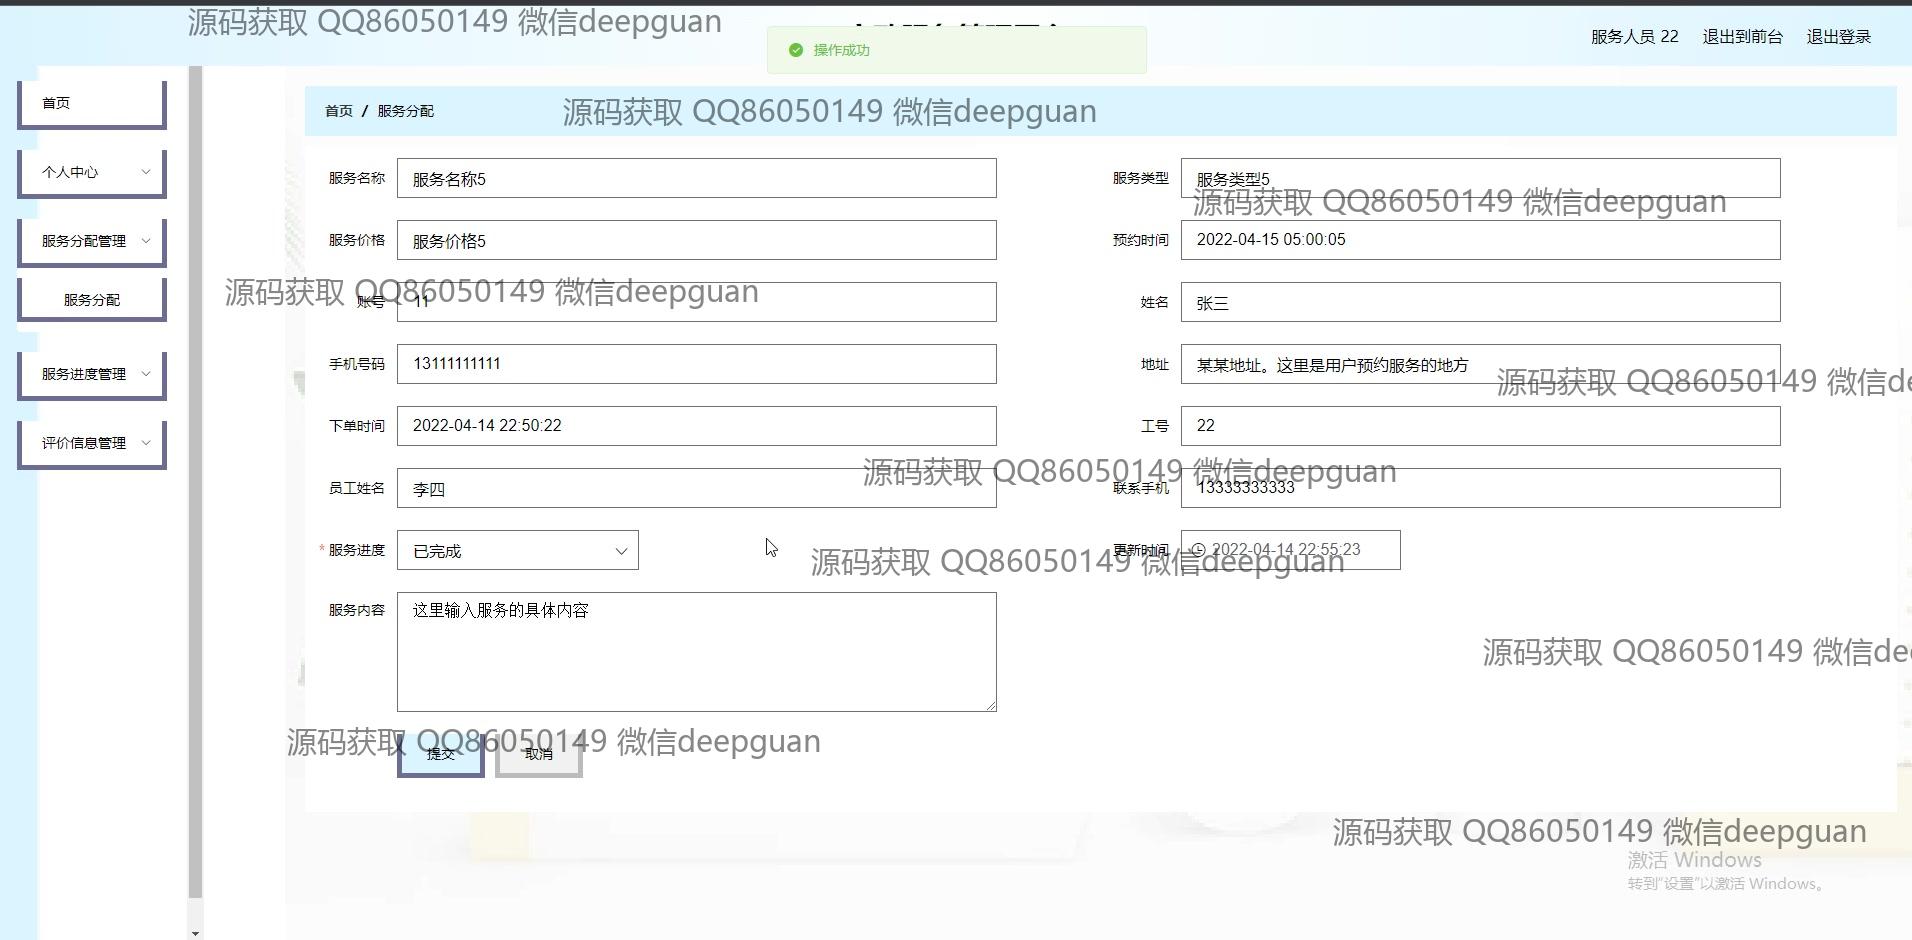 源码获取 QQ86050149 微信deepguan
操作成功
服务人员 22 退出到前台 退出登录
首页
个人中心
服务分配管理
服务分配
服务进度管理
评价信息管理
首页 / 服务分配
源码获取 QQ86050149 微信deepguan
服务名称 服务名称5
服务类型 服务类型5
源码获取 QQ86050149 微信deepguan
服务价格 服务价格5
预约时间 2022-04-15 05:00:05
源码获取 QQ86050149 微信deepguan
账号 11
姓名 张三
手机号码 13111111111
地址 某某地址。这里是用户预约服务的地方
源码获取 QQ86050149 微信de
下单时间 2022-04-14 22:50:22
工号 22
源码获取 QQ86050149 微信deepguan
员工姓名 李四
联系手机 13333333333
* 服务进度 已完成
更新时间 2022-04-14 22:55:23
源码获取 QQ86050149 微信deepguan
服务内容 这里输入服务的具体内容
源码获取 QQ86050149 微信dee
源码获取 QQ86050149 微信deepguan
提交 取消
源码获取 QQ86050149 微信deepguan
激活 Windows
转到"设置"以激活 Windows。